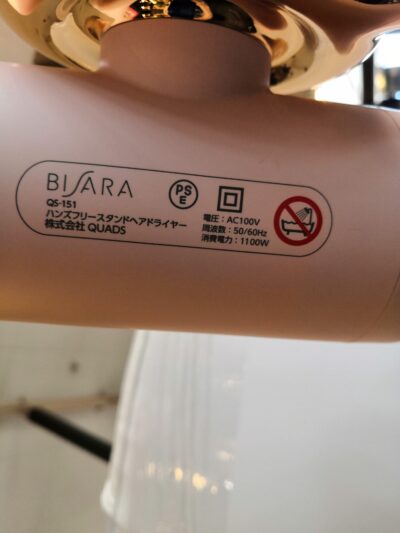 BISARA
QS-151
ハンズフリースタンドヘアドライヤー
株式会社 QUADS
PS
E
電圧：AC100V
周波数：50/60Hz
消費電力：1100W